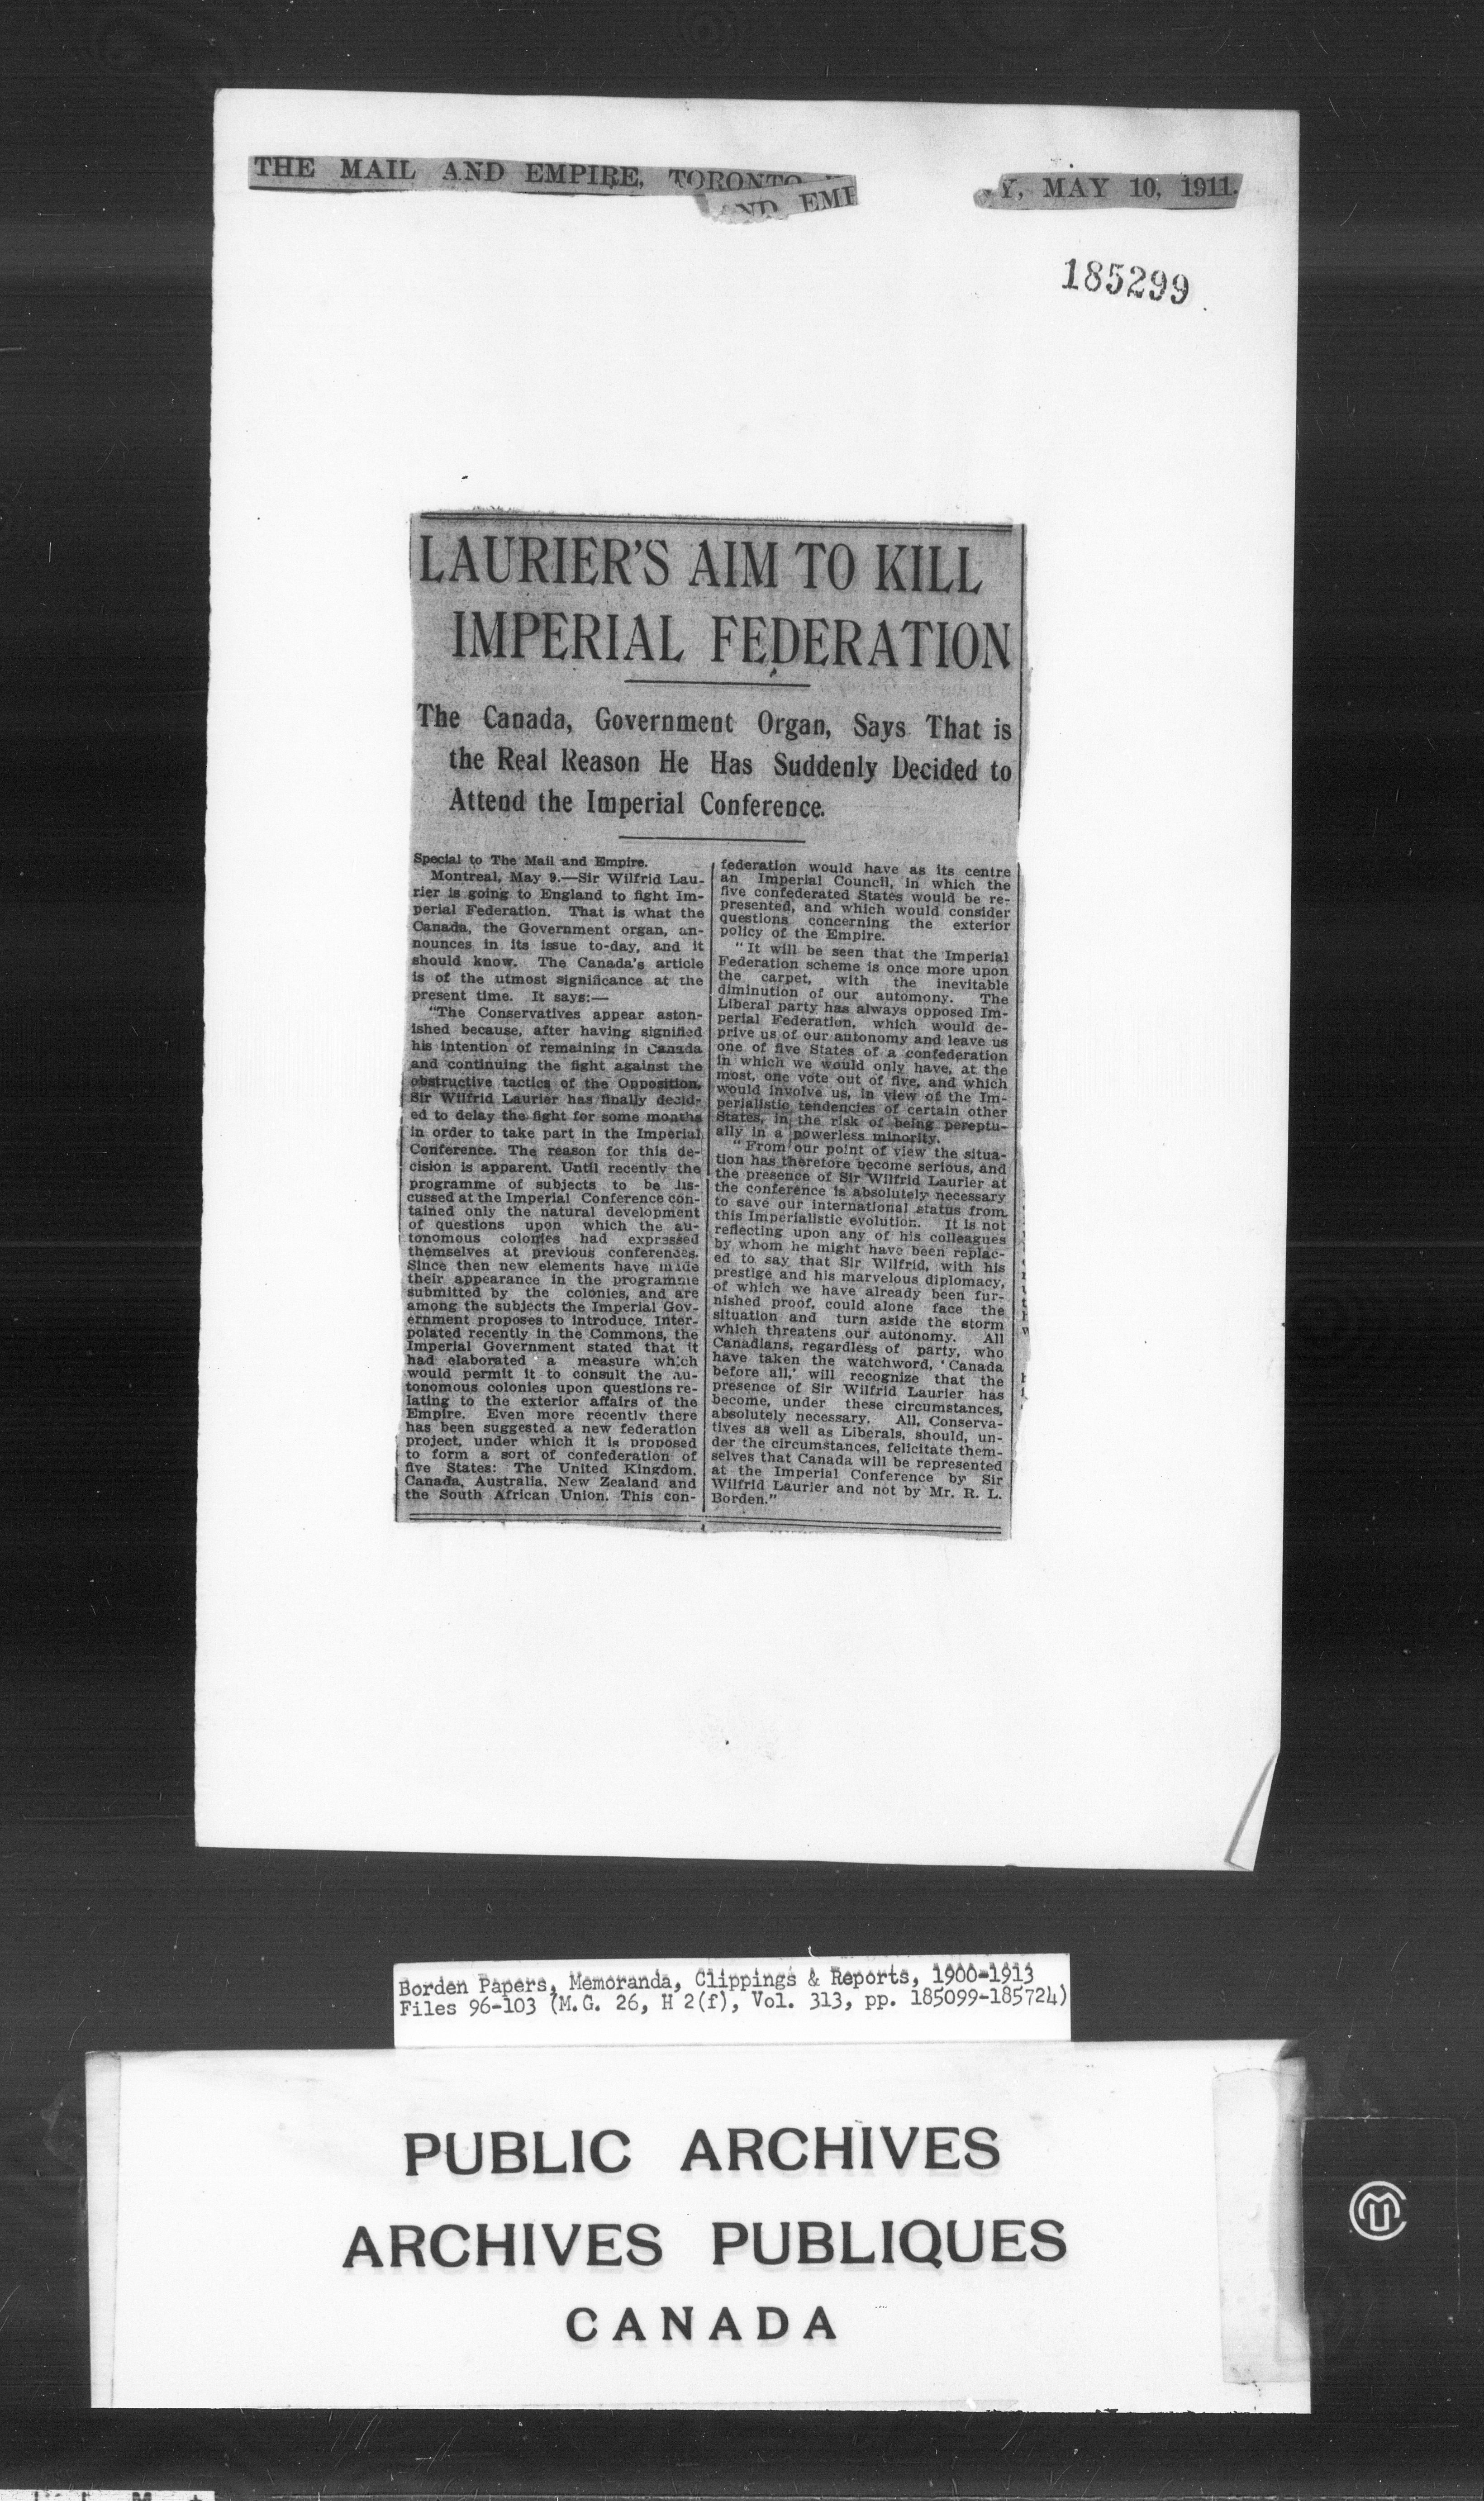 THE MAIL AND EMPIRE, TORONTO
AND EMPI
Y, MAY 10, 1911.
185299
LAURIER'S AIM TO KILL
IMPERIAL FEDERATION
The Canada, Government Organ, Says That is
the Real Reason He Has Suddenly Decided to
Attend the Imperial Conference.
Special to The Mail and Empire.
Montreal, May 9.—Sir Wilfrid Lau-
rier is going to England to fight Im-
perial Federation. That is what the
Canada, the Government organ, an-
nounces in its issue to-day, and it
should know. The Canada's article
is of the utmost significance at the
present time. It says:—
"The Conservatives appear aston-
ished because, after having signified
his intention of remaining in Canada
and continuing the fight against the
obstructive tactics of the Opposition,
Sir Wilfrid Laurier has finally decid-
ed to delay the fight for some months
in order to take part in the Imperial
Conference. The reason for this de-
cision is apparent. Until recently the
programme of subjects to be dis-
cussed at the Imperial Conference con-
tained only the natural development
of questions upon which the au-
tonomous colonies had expressed
themselves at previous conferences.
Since then new elements have made
their appearance in the programme
submitted by the colonies, and are
among the subjects the Imperial Gov-
ernment proposes to introduce. Inter-
polated recently in the Commons, the
Imperial Government stated that it
had elaborated a measure which
would permit it to consult the au-
tonomous colonies upon questions re-
lating to the exterior affairs of the
Empire. Even more recently there
has been suggested a new federation
project, under which it is proposed
to form a sort of confederation of
five States: The United Kingdom,
Canada, Australia, New Zealand and
the South African Union. This con-
federation would have as its centre
an Imperial Council, in which the
five confederated States would be re-
presented, and which would consider
questions concerning the exterior
policy of the Empire.
"It will be seen that the Imperial
Federation scheme is once more upon
the carpet, with the inevitable
diminution of our automony. The
Liberal party has always opposed Im-
perial Federation, which would de-
prive us of our autonomy and leave us
one of five States of a confederation
in which we would only have, at the
most, one vote out of five, and which
would involve us, in view of the Im-
perialistic tendencies of certain other
States, in the risk of being pereptu-
ally in a powerless minority.
"From our point of view the situa-
tion has therefore become serious, and
the presence of Sir Wilfrid Laurier at
the conference is absolutely necessary
to save our international status from
this Imperialistic evolution. It is not
reflecting upon any of his colleagues
by whom he might have been replac-
ed to say that Sir Wilfrid, with his
prestige and his marvelous diplomacy,
of which we have already been fur-
nished proof, could alone face the
situation and turn aside the storm
which threatens our autonomy. All
Canadians, regardless of party, who
have taken the watchword, 'Canada
before all,' will recognize that the
presence of Sir Wilfrid Laurier has
become, under these circumstances,
absolutely necessary. All, Conserva-
tives as well as Liberals, should, un-
der the circumstances, felicitate them-
selves that Canada will be represented
at the Imperial Conference by Sir
Wilfrid Laurier and not by Mr. R. L.
Borden."
Borden Papers, Memoranda, Clippings & Reports, 1900-1913
Files 96-103 (M.G. 26, H 2(f), Vol. 313, pp. 185099-185724)
PUBLIC ARCHIVES
ARCHIVES PUBLIQUES
CANADA